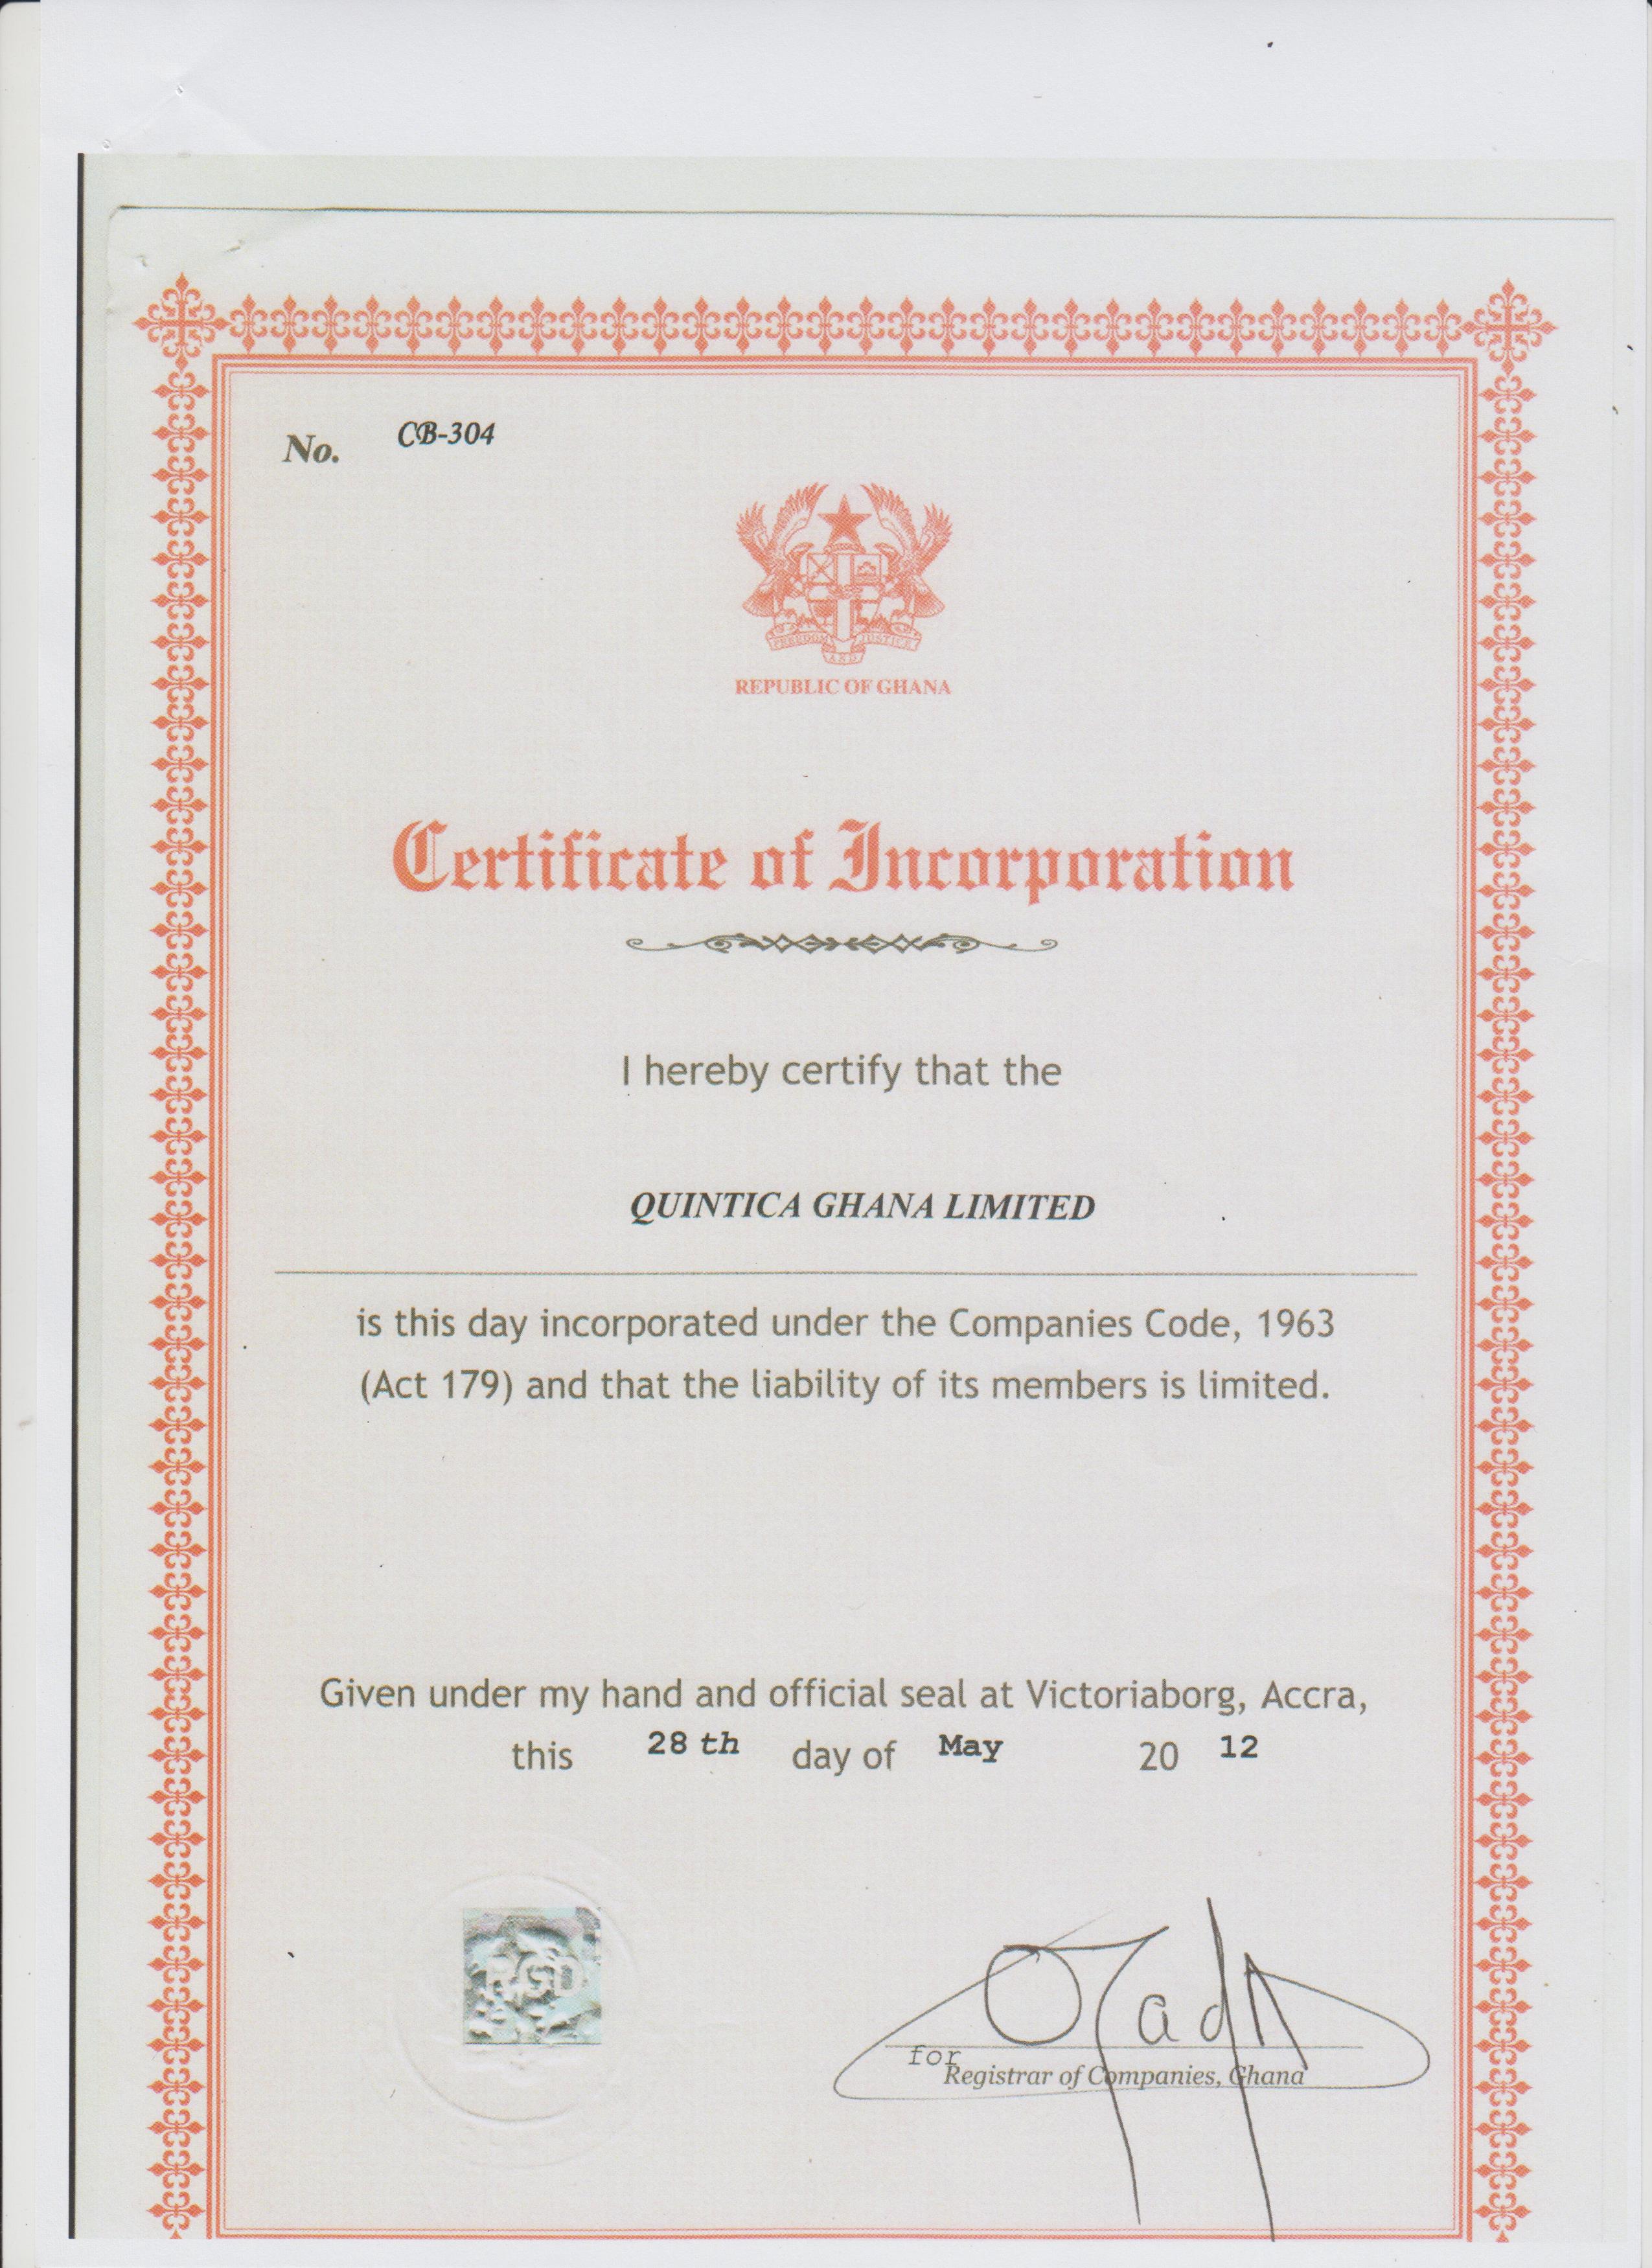 No. CB-304
FREEDOM AND JUSTICE
REPUBLIC OF GHANA
Certificate of Incorporation
I hereby certify that the
QUINTICA GHANA LIMITED
is this day incorporated under the Companies Code, 1963
(Act 179) and that the liability of its members is limited.
Given under my hand and official seal at Victoriaborg, Accra,
this 28 th day of May 20 12
RGD
for
Registrar of Companies, Ghana